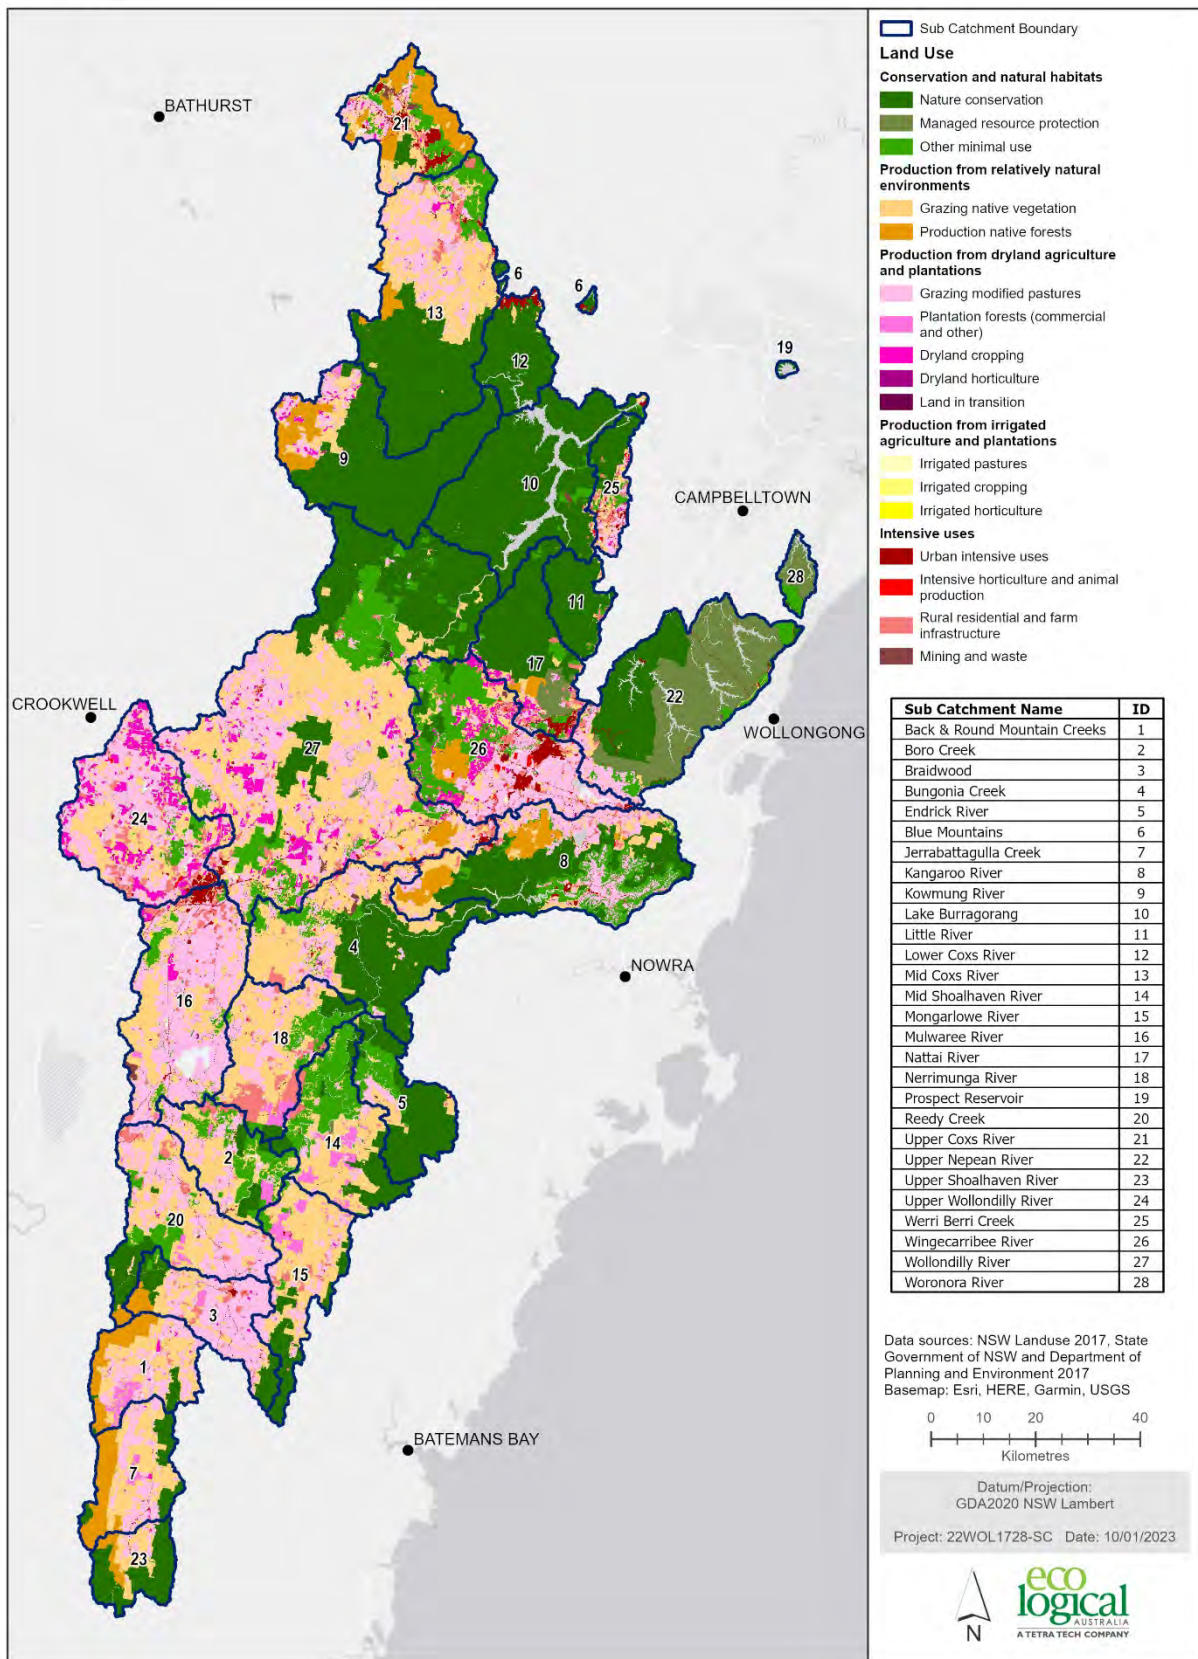 BATHURST
21
6
6
13
19
12
9
10
25
CAMPBELLTOWN
28
11
17
22
CROOKWELL
WOLLONGONG
27
26
24
8
4
NOWRA
16
18
5
14
2
20
15
3
1
BATEMANS BAY
7
23
Sub Catchment Boundary
Land Use
Conservation and natural habitats
Nature conservation
Managed resource protection
Other minimal use
Production from relatively natural
environments
Grazing native vegetation
Production native forests
Production from dryland agriculture
and plantations
Grazing modified pastures
Plantation forests (commercial
and other)
Dryland cropping
Dryland horticulture
Land in transition
Production from irrigated
agriculture and plantations
Irrigated pastures
Irrigated cropping
Irrigated horticulture
Intensive uses
Urban intensive uses
Intensive horticulture and animal
production
Rural residential and farm
infrastructure
Mining and waste
Sub Catchment Name ID
Back & Round Mountain Creeks 1
Boro Creek 2
Braidwood 3
Bungonia Creek 4
Endrick River 5
Blue Mountains 6
Jerrabattagulla Creek 7
Kangaroo River 8
Kowmung River 9
Lake Burragorang 10
Little River 11
Lower Coxs River 12
Mid Coxs River 13
Mid Shoalhaven River 14
Mongarlowe River 15
Mulwaree River 16
Nattai River 17
Nerrimunga River 18
Prospect Reservoir 19
Reedy Creek 20
Upper Coxs River 21
Upper Nepean River 22
Upper Shoalhaven River 23
Upper Wollondilly River 24
Werri Berri Creek 25
Wingecarribee River 26
Wollondilly River 27
Woronora River 28
Data sources: NSW Landuse 2017, State
Government of NSW and Department of
Planning and Environment 2017
Basemap: Esri, HERE, Garmin, USGS
0 10 20 40
Kilometres
Datum/Projection:
GDA2020 NSW Lambert
Project: 22WOL1728-SC Date: 10/01/2023
N
eco
logical
AUSTRALIA
A TETRA TECH COMPANY